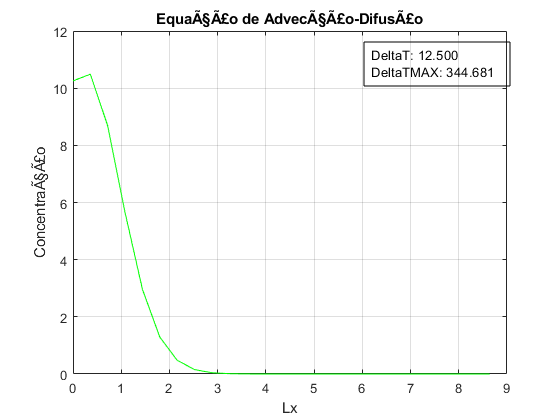 EquaÃ§Ã£o de AdvecÃ§Ã£o-DifusÃ£o
DeltaT: 12.500
DeltaTMAX: 344.681
ConcentraÃ§Ã£o
12
10
8
6
4
2
0
0 1 2 3 4 5 6 7 8 9
Lx